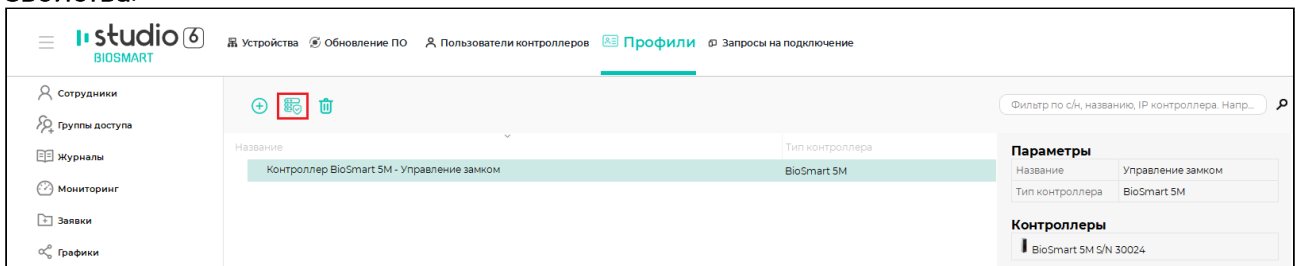 свойства.
studio 6
BIOSMART
Устройства Обновление ПО Пользователи контроллеров Профили Запросы на подключение
Сотрудники
Группы доступа
Журналы
Мониторинг
Заявки
Графики
Фильтр по с/н, названию, IP контроллера. Напр...
Название Тип контроллера
Контроллер BioSmart 5M - Управление замком BioSmart 5M
Параметры
Название Управление замком
Тип контроллера BioSmart 5M
Контроллеры
BioSmart 5M S/N 30024